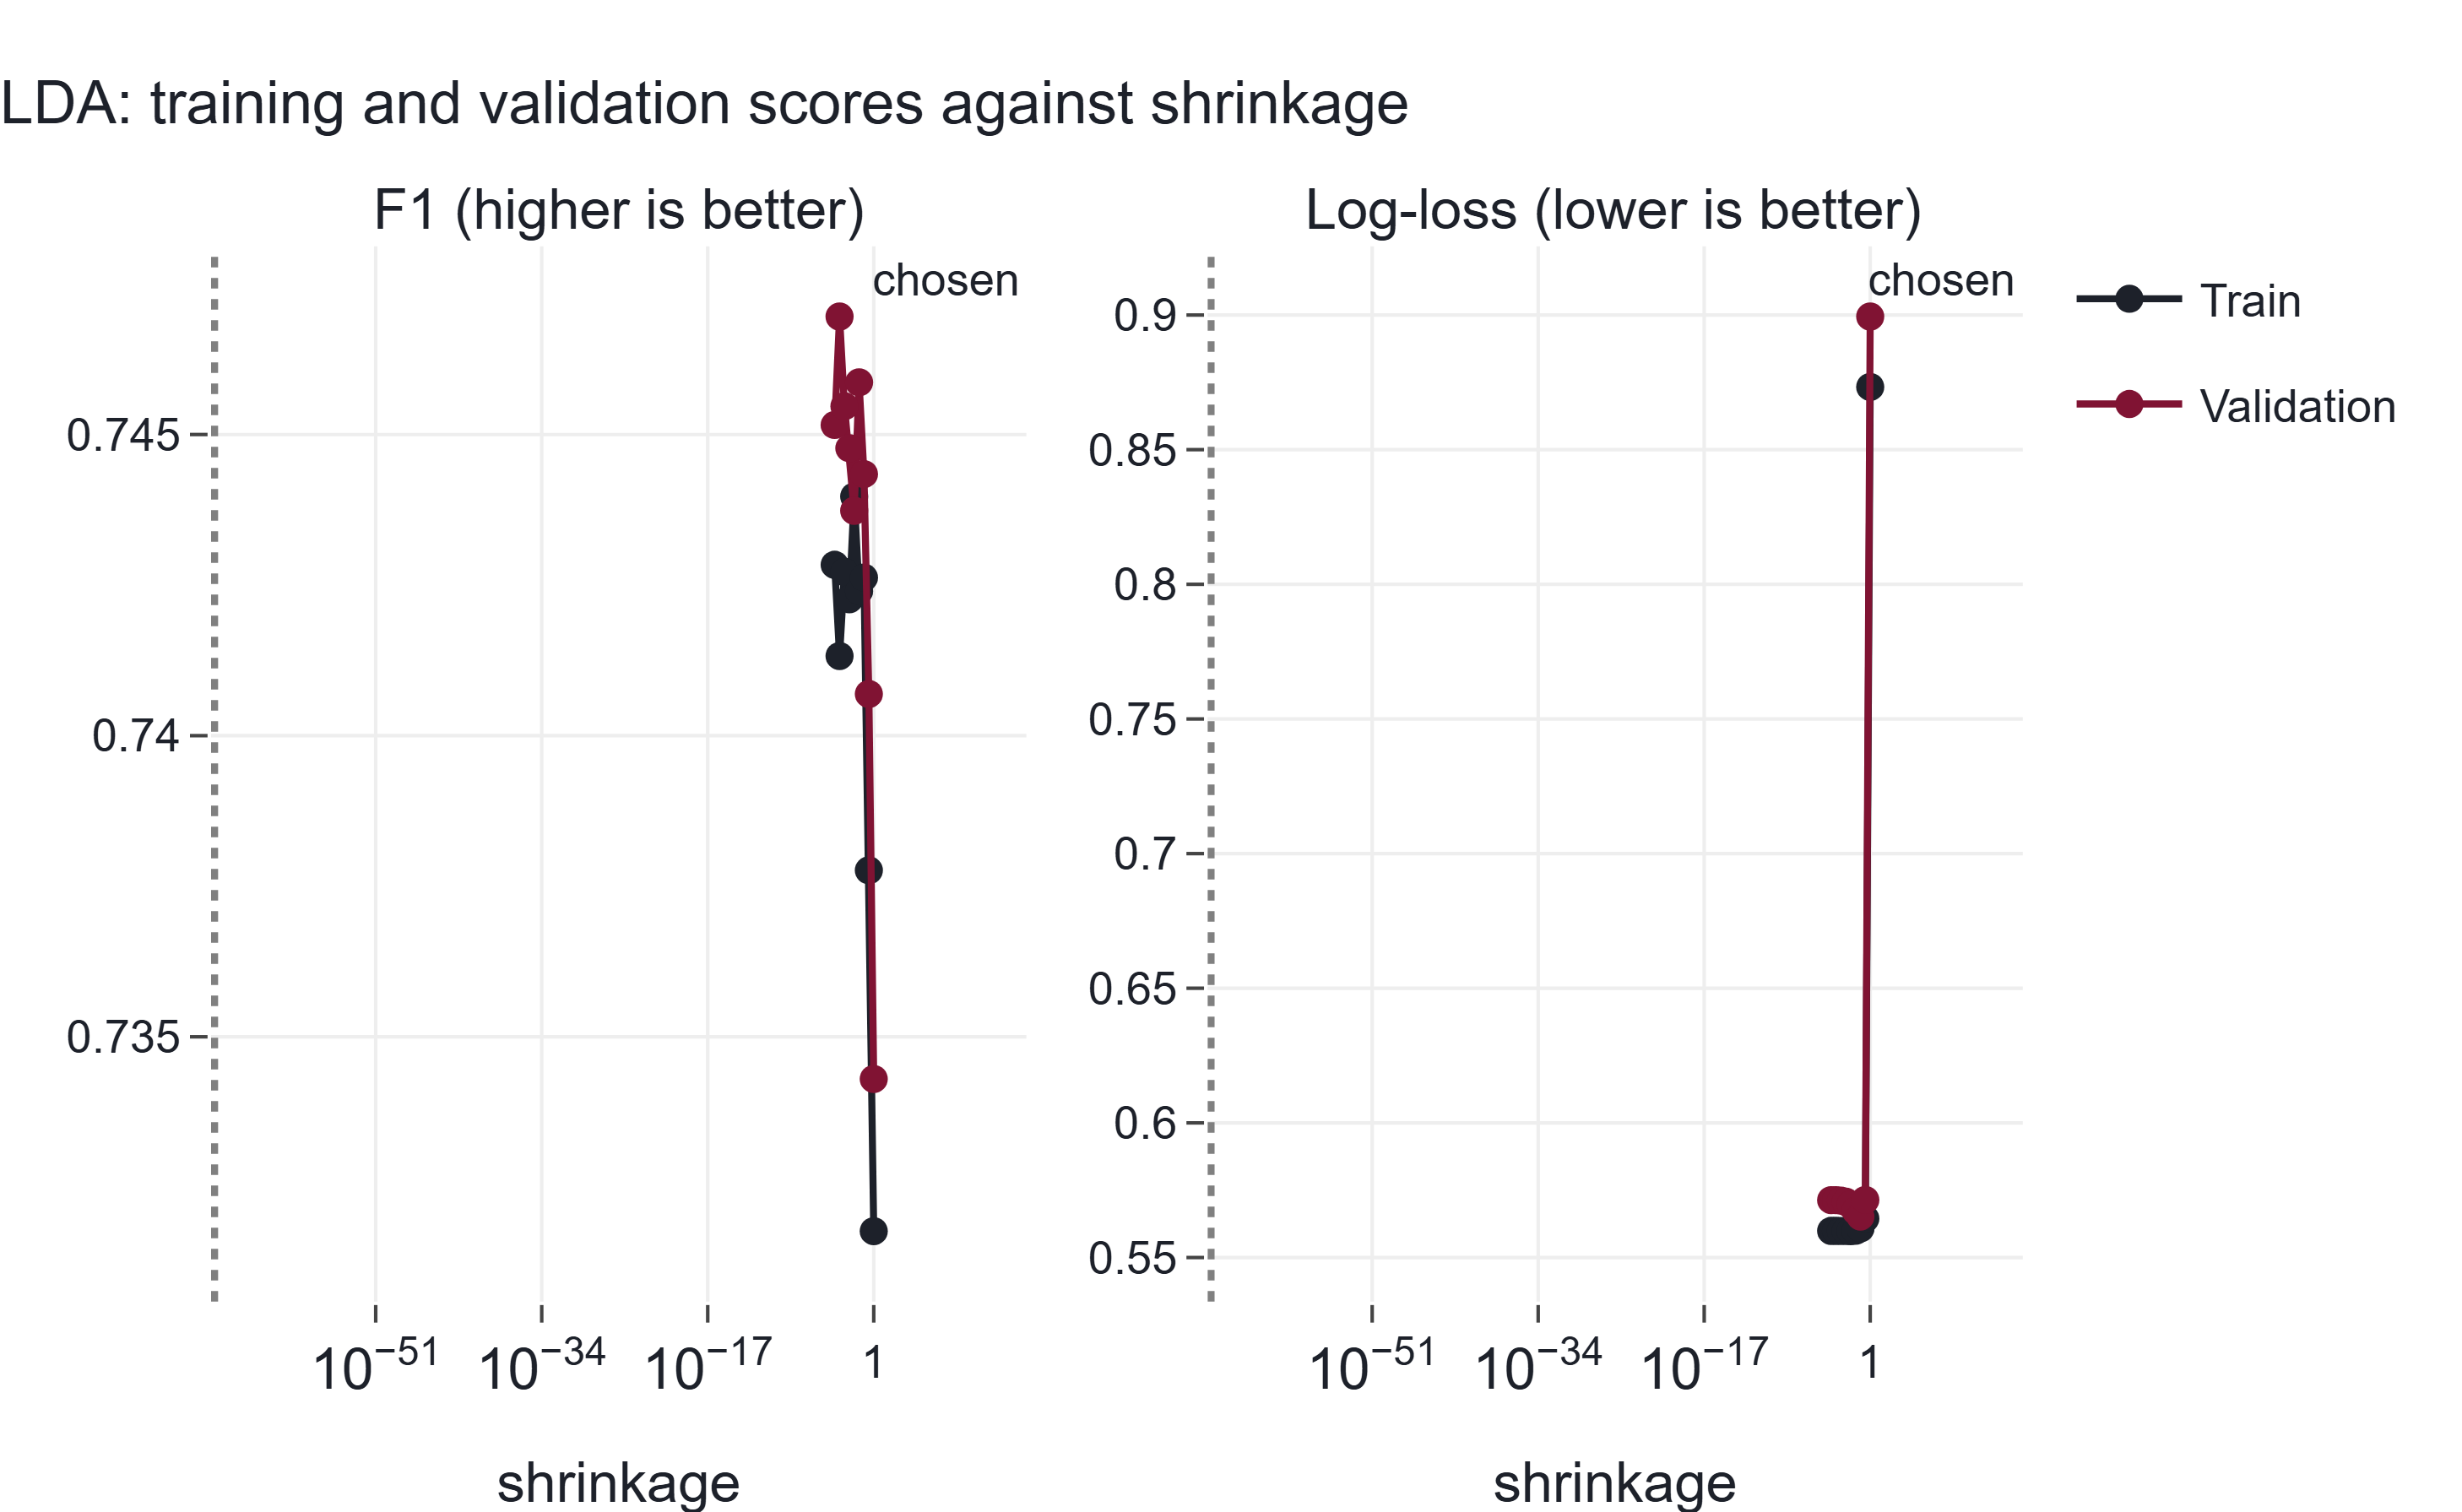 LDA: training and validation scores against shrinkage
F1 (higher is better)
Log-loss (lower is better)
chosen
chosen
Train
Validation
0.745
0.74
0.735
0.9
0.85
0.8
0.75
0.7
0.65
0.6
0.55
10⁻⁵¹ 10⁻³⁴ 10⁻¹⁷ 1
10⁻⁵¹ 10⁻³⁴ 10⁻¹⁷ 1
shrinkage
shrinkage